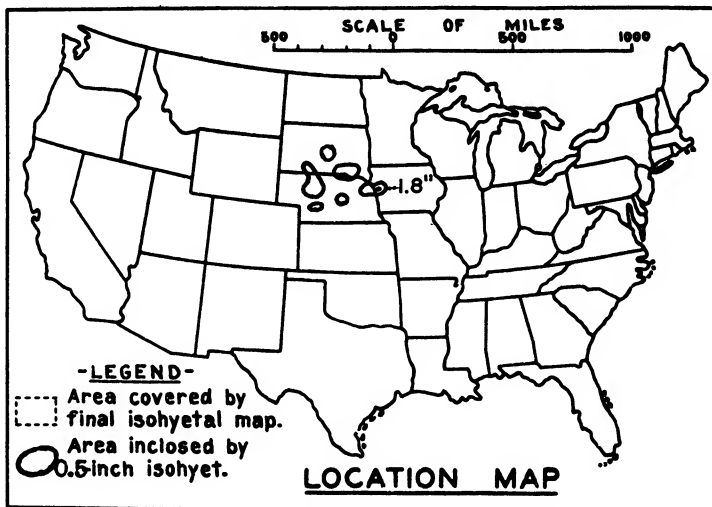 SCALE OF MILES
500 0 500 1000
1.8"
-LEGEND-
Area covered by
final isohyetal map.
Area inclosed by
0.5-inch isohyet.
LOCATION MAP